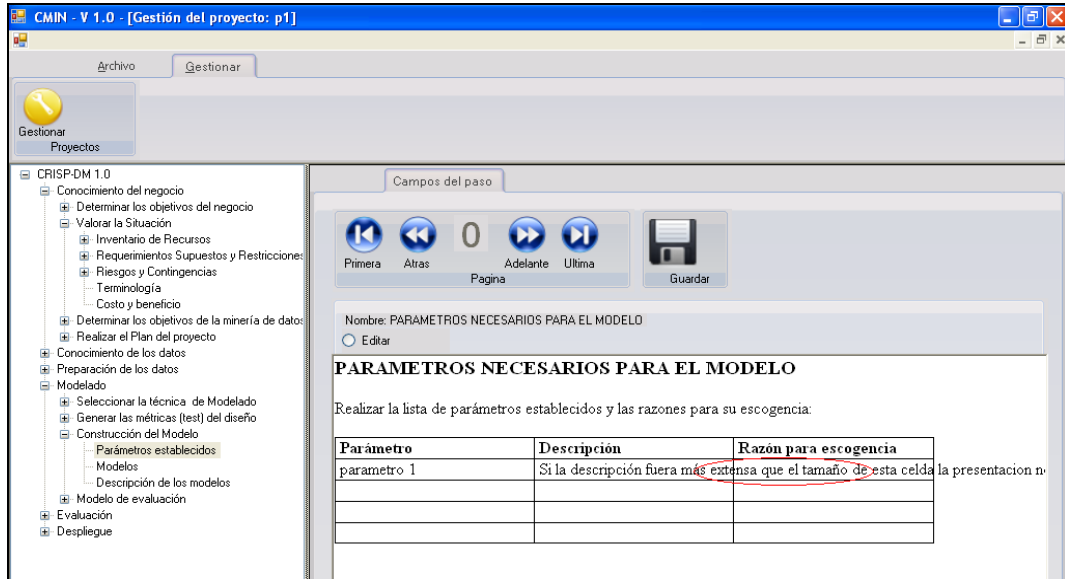 CMIN - V 1.0 - [Gestión del proyecto: p1]
Archivo Gestionar
Gestionar
Proyectos
CRISP-DM 1.0
Conocimiento del negocio
Determinar los objetivos del negocio
Valorar la Situación
Inventario de Recursos
Requerimientos Supuestos y Restricciones
Riesgos y Contingencias
Terminología
Costo y beneficio
Determinar los objetivos de la minería de datos
Realizar el Plan del proyecto
Conocimiento de los datos
Preparación de los datos
Modelado
Seleccionar la técnica de Modelado
Generar las métricas (test) del diseño
Construcción del Modelo
Parámetros establecidos
Modelos
Descripción de los modelos
Modelo de evaluación
Evaluación
Despliegue
Campos del paso
0
Primera Atras Adelante Ultima
Pagina
Guardar
Nombre: PARAMETROS NECESARIOS PARA EL MODELO
Editar
PARAMETROS NECESARIOS PARA EL MODELO
Realizar la lista de parámetros establecidos y las razones para su escogencia:
Parámetro Descripción Razón para escogencia
parametro 1 Si la descripción fuera más extensa que el tamaño de esta celda la presentacion